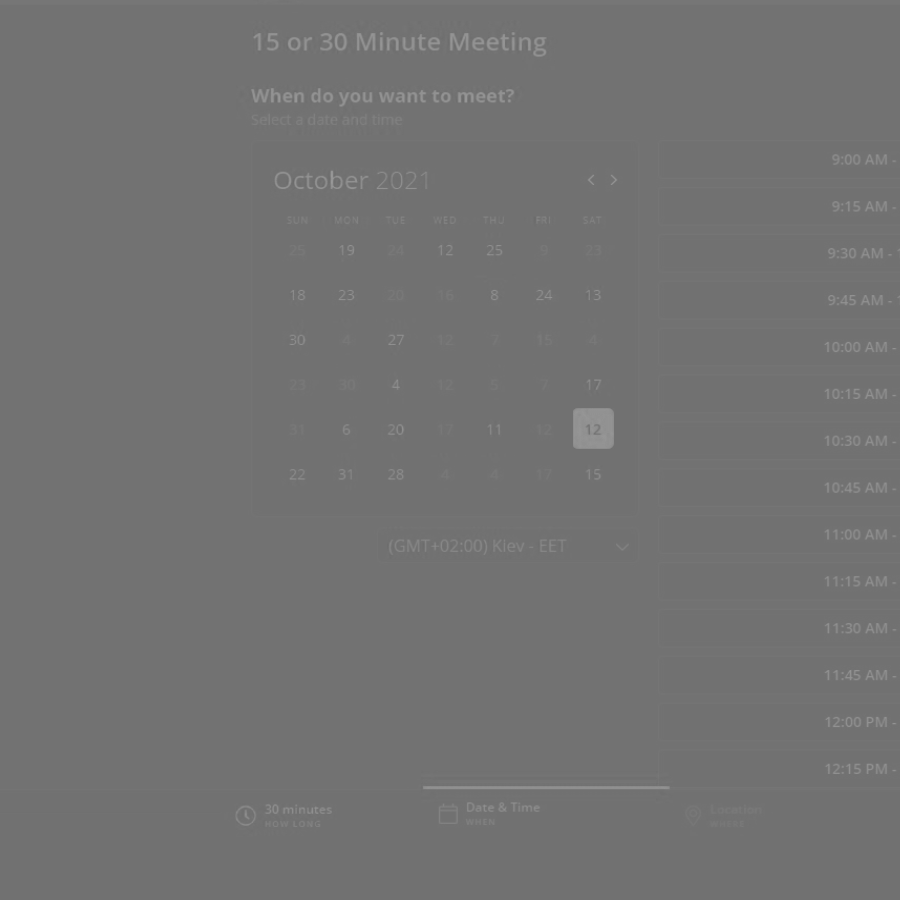 15 or 30 Minute Meeting
When do you want to meet?
Select a date and time
October 2021
SUN MON TUE WED THU FRI SAT
25 19 24 12 25 23
18 23 20 16 8 24 13
30 4 27 12 7 15 4
23 30 4 12 5 7 17
31 6 20 11 12 12
22 31 28 4 4 17 15
(GMT+02:00) Kiev - EET
9:00 AM -
9:15 AM -
9:30 AM -
9:45 AM -
10:00 AM -
10:15 AM -
10:30 AM -
10:45 AM -
11:00 AM -
11:15 AM -
11:30 AM -
11:45 AM -
12:00 PM -
12:15 PM -
30 minutes
HOW LONG
Date & Time
WHEN
Location
WHERE